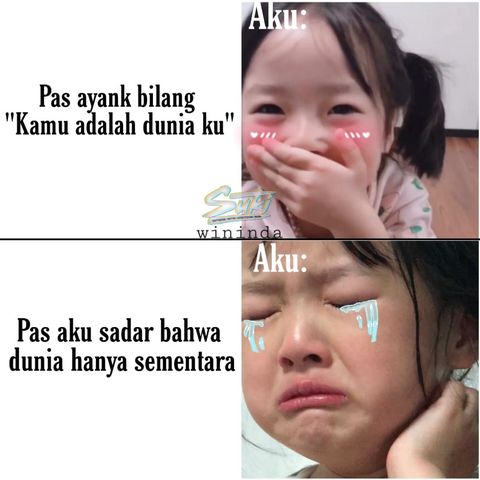 Aku:
Pas ayank bilang
"Kamu adalah dunia ku"
wininda
Aku:
Pas aku sadar bahwa
dunia hanya sementara